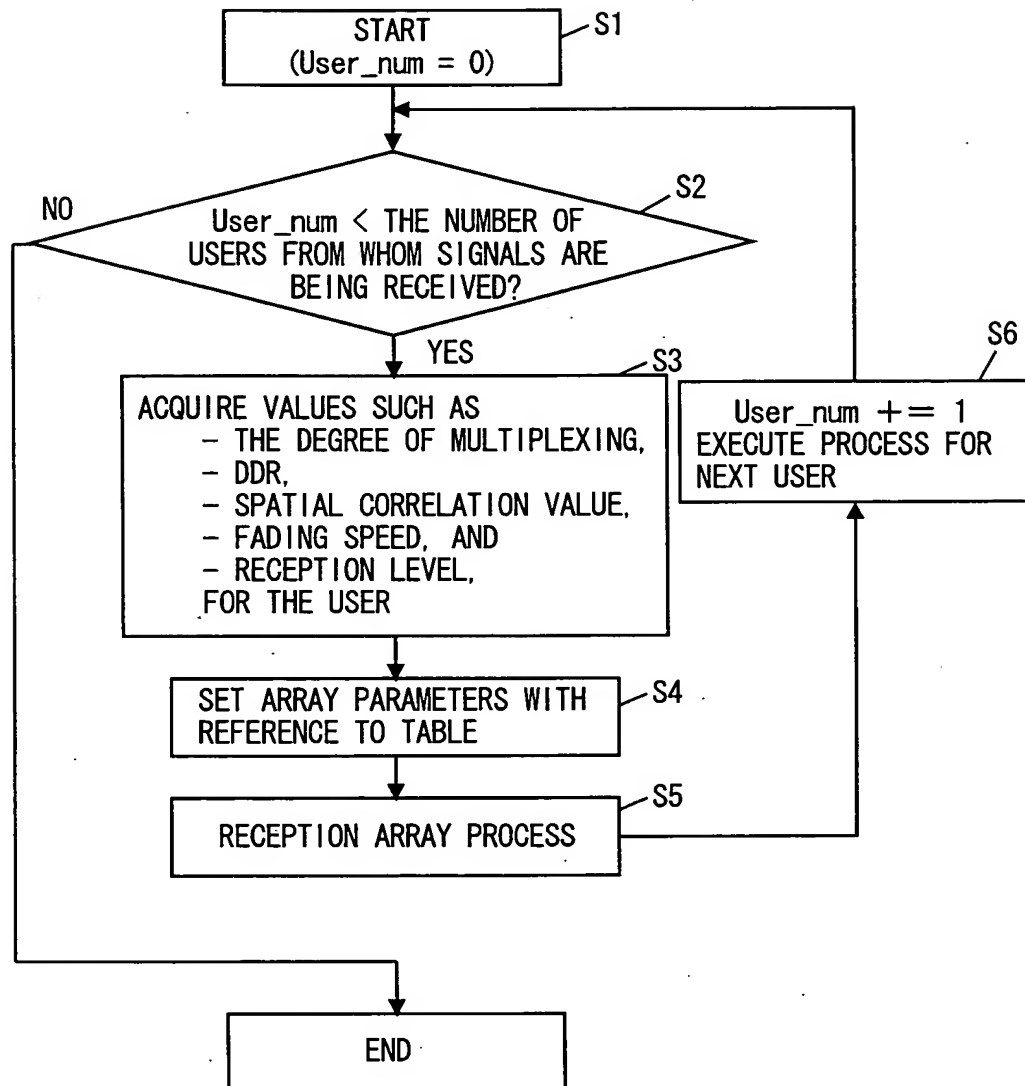 START
(User_num = 0)
S1
S2
NO
User_num < THE NUMBER OF
USERS FROM WHOM SIGNALS ARE
BEING RECEIVED?
YES
S3
ACQUIRE VALUES SUCH AS
- THE DEGREE OF MULTIPLEXING,
- DDR,
- SPATIAL CORRELATION VALUE,
- FADING SPEED, AND
- RECEPTION LEVEL,
FOR THE USER
S6
User_num += 1
EXECUTE PROCESS FOR
NEXT USER
SET ARRAY PARAMETERS WITH
REFERENCE TO TABLE
S4
RECEPTION ARRAY PROCESS
S5
END